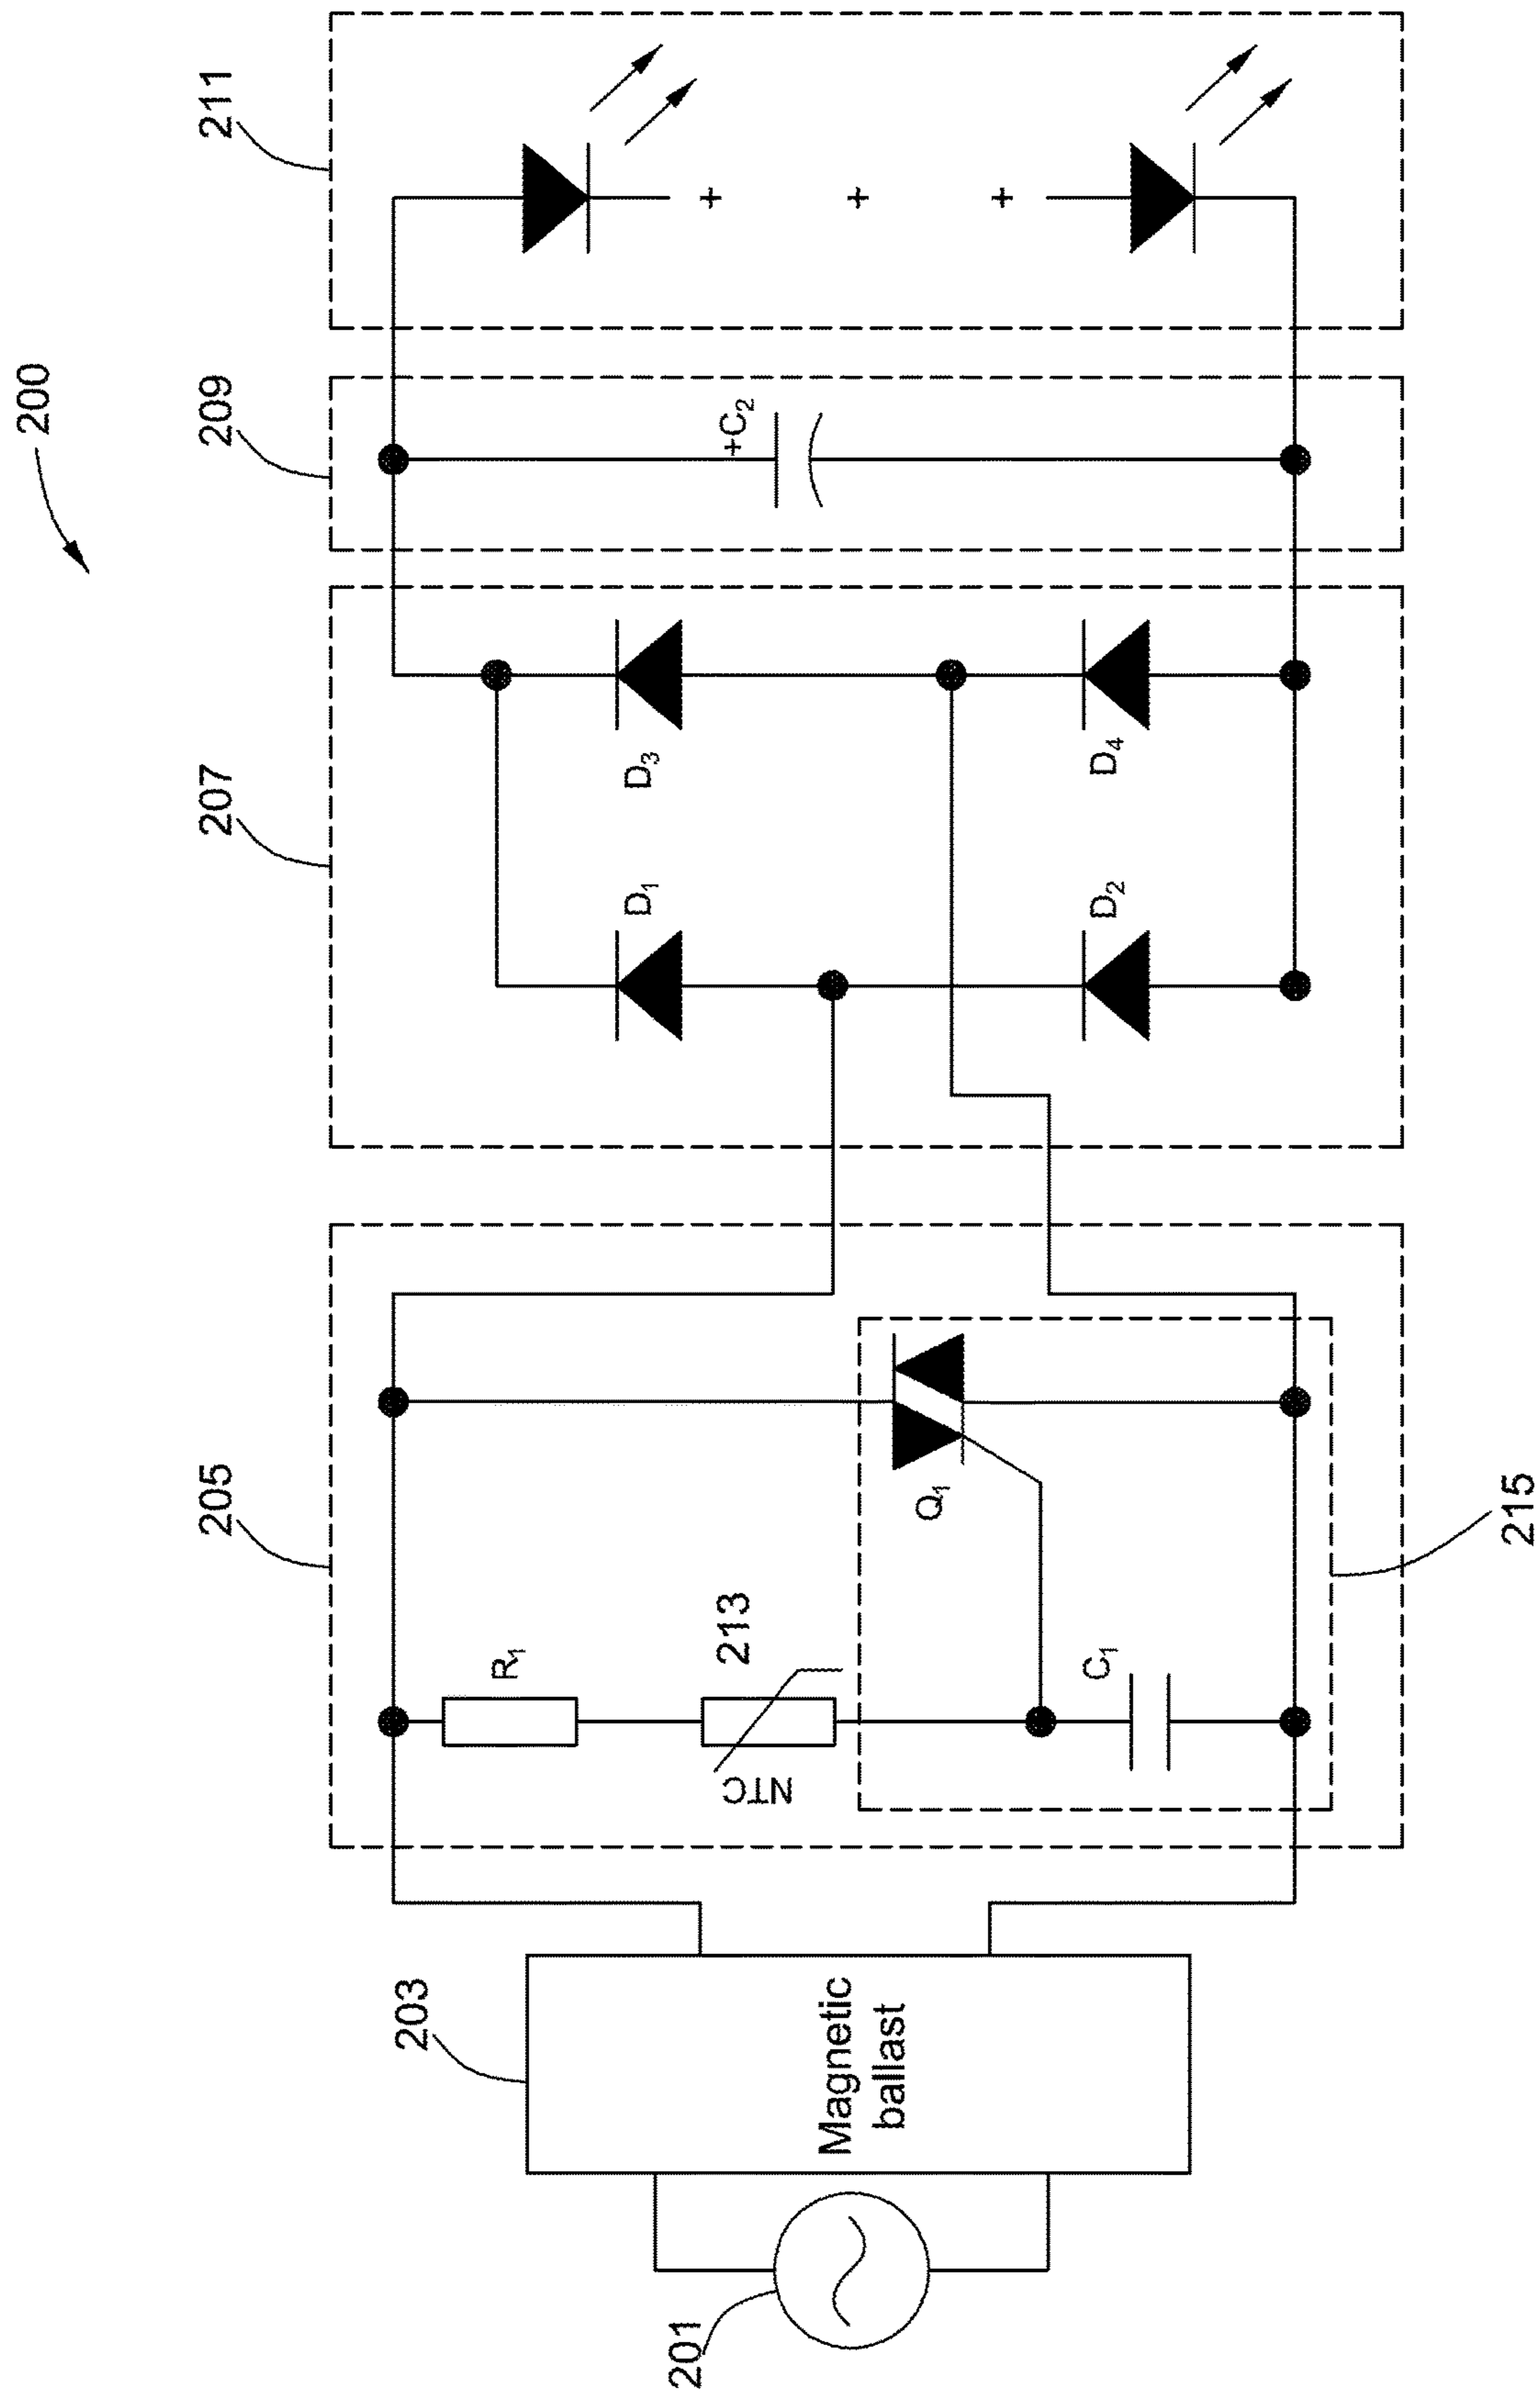 200
201
203
Magnetic
ballast
205
R1
213
NTC
Q1
C1
215
207
D1
D3
D2
D4
209
+C2
211
+
+
+